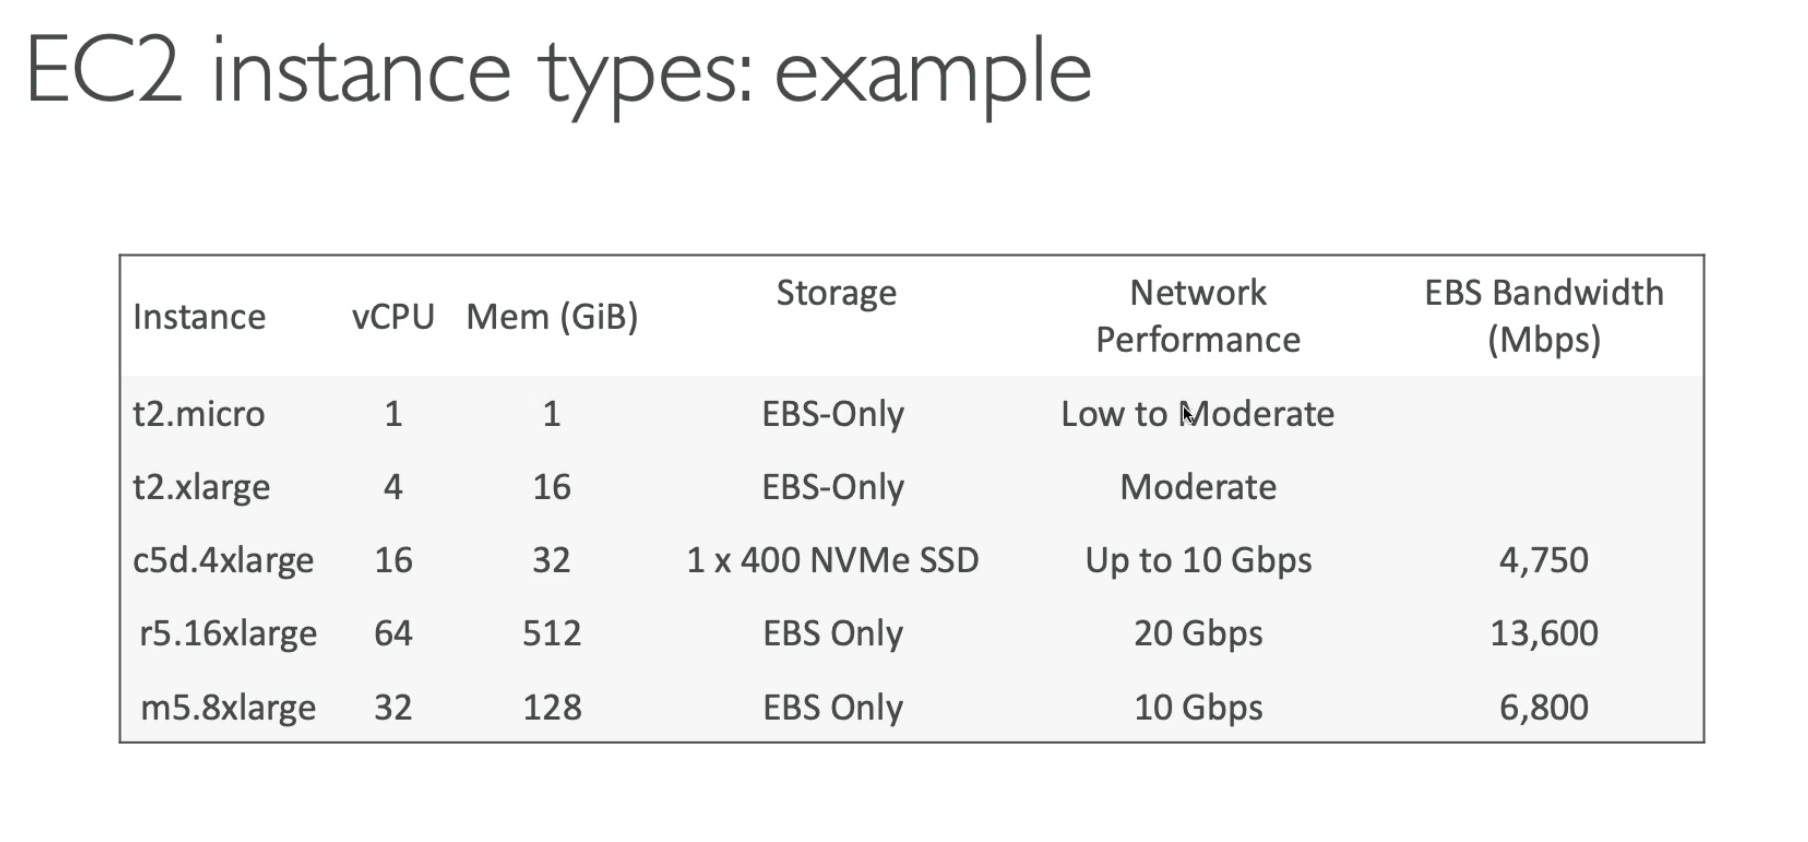 EC2 instance types: example
Instance vCPU Mem (GiB) Storage Network Performance EBS Bandwidth (Mbps)
t2.micro 1 1 EBS-Only Low to Moderate
t2.xlarge 4 16 EBS-Only Moderate
c5d.4xlarge 16 32 1 x 400 NVMe SSD Up to 10 Gbps 4,750
r5.16xlarge 64 512 EBS Only 20 Gbps 13,600
m5.8xlarge 32 128 EBS Only 10 Gbps 6,800